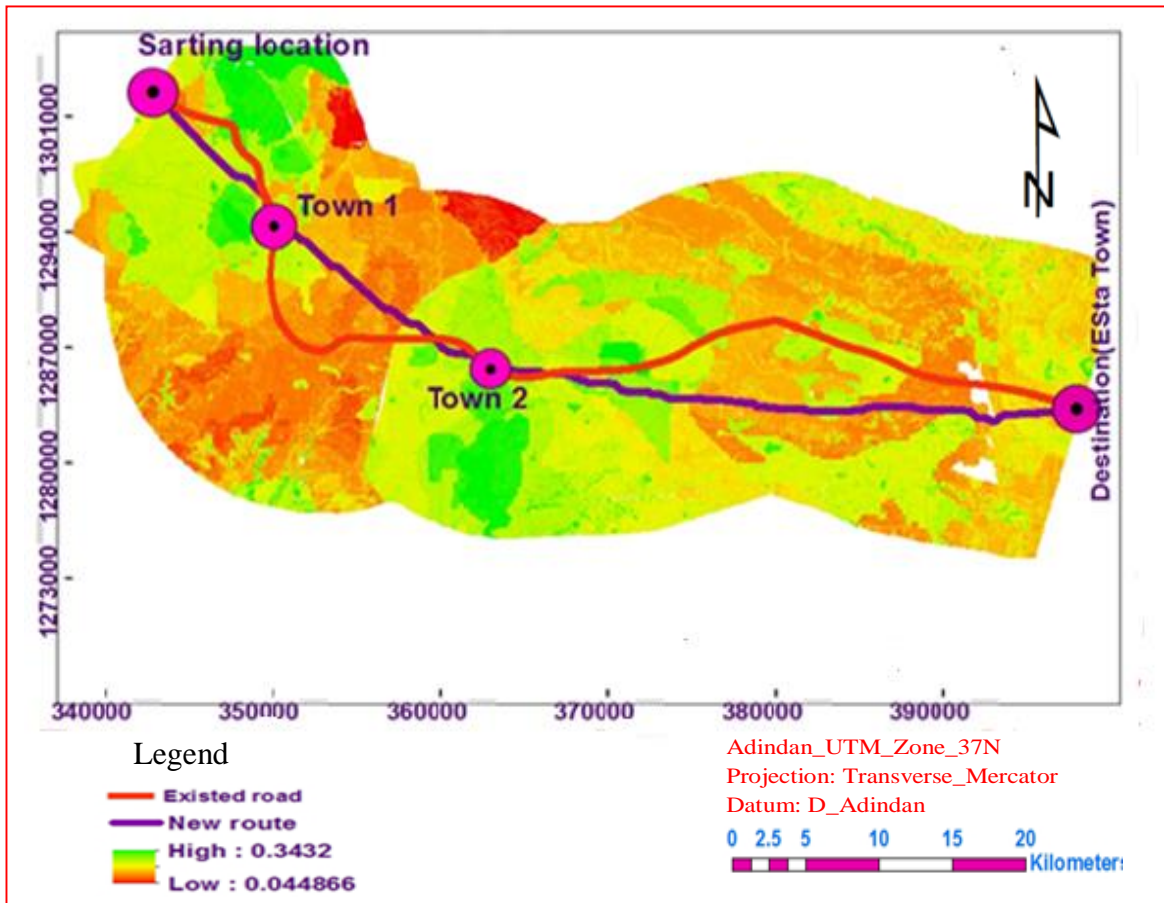 Sarting location
Town 1
Town 2
Destination(ESta Town)
1301000
1294000
1287000
1280000
1273000
340000 350000 360000 370000 380000 390000
N
Legend
Existed road
New route
High : 0.3432
Low : 0.044866
Adindan_UTM_Zone_37N
Projection: Transverse_Mercator
Datum: D_Adindan
0 2.5 5 10 15 20
Kilometers